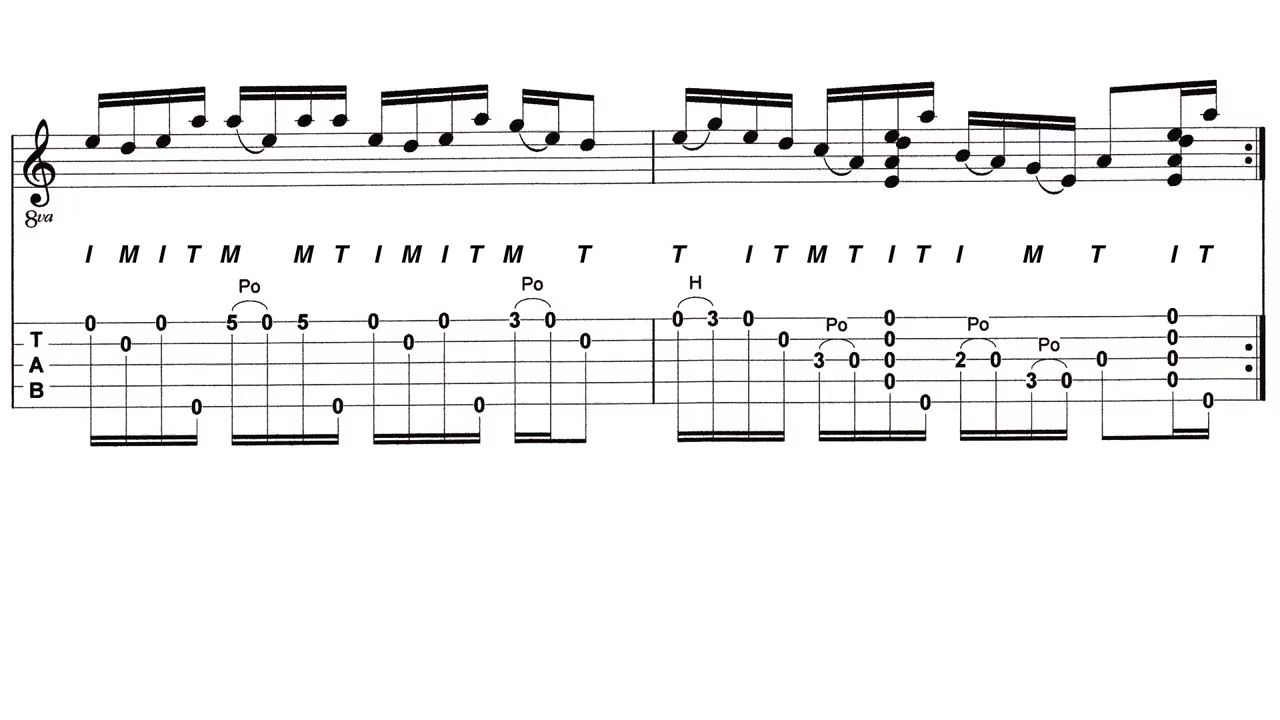 8va
I M I T M M T I M I T M T T I T M T I T I M T I T
Po Po H
Po Po Po
0 0 5 0 5 0 0 3 0 0 3 0 0 0
T 0 0 0 0 0 0
A 3 0 0 2 0 0 0
B 0 3 0 0
0 0 0 0 0